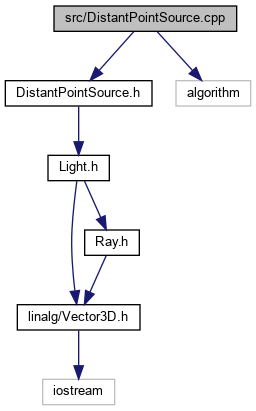 src/DistantPointSource.cpp
DistantPointSource.h
algorithm
Light.h
Ray.h
linalg/Vector3D.h
iostream